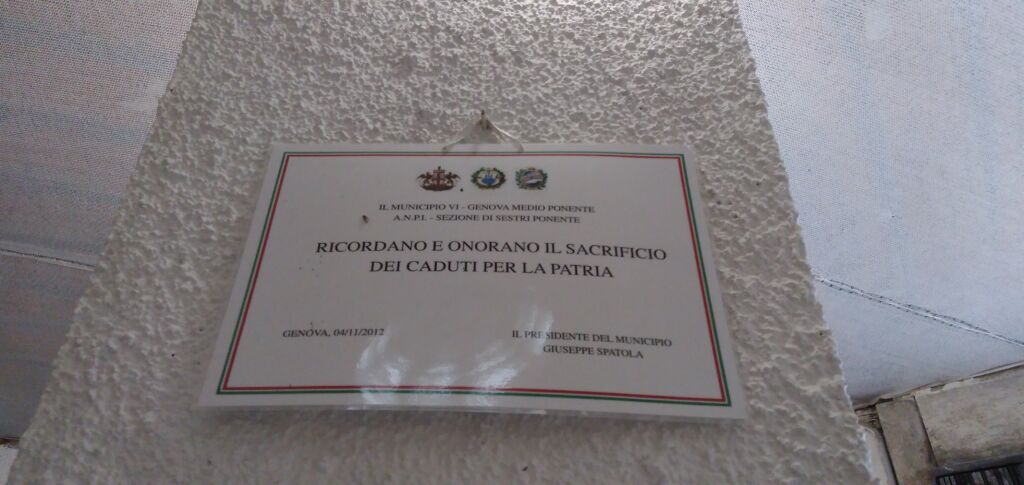 IL MUNICIPIO VI - GENOVA MEDIO PONENTE
A.N.P.I. - SEZIONE DI SESTRI PONENTE
RICORDANO E ONORANO IL SACRIFICIO
DEI CADUTI PER LA PATRIA
GENOVA, 04/11/2012
IL PRESIDENTE DEL MUNICIPIO
GIUSEPPE SPATOLA